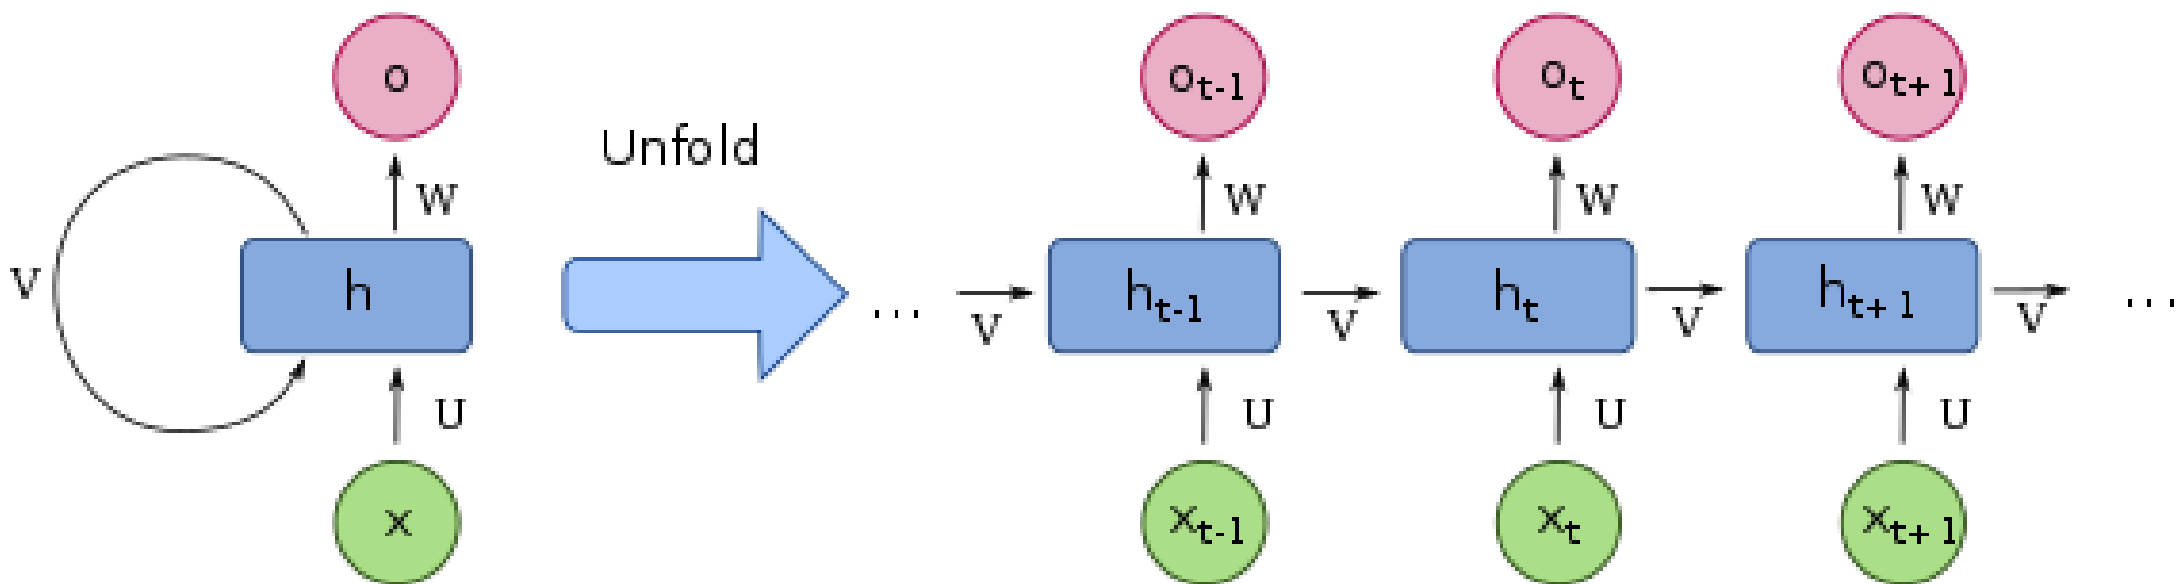 o o_{t-1} o_t o_{t+1}
Unfold
W W W W
V h ... V h_{t-1} V h_t V h_{t+1} V ...
U U U U
x x_{t-1} x_t x_{t+1}